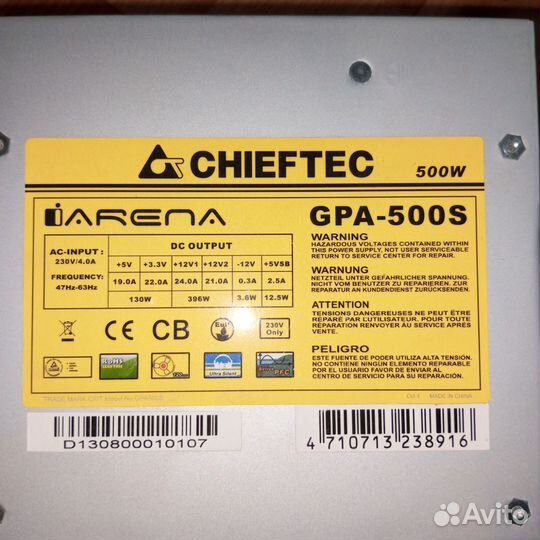 CHIEFTEC 500W
iARENA
GPA-500S
AC-INPUT :
230V/4.0A
FREQUENCY:
47Hz-63Hz
DC OUTPUT
+5V +3.3V +12V1 +12V2 -12V +5VSB
19.0A 22.0A 24.0A 21.0A 0.3A 2.5A
130W 396W 3.6W 12.5W
WARNING
HAZARDOUS VOLTAGES CONTAINED WITHIN
THIS POWER SUPPLY, NOT USER SERVICEABLE
RETURN TO SERVICE CENTER FOR REPAIR.
WARNUNG
NETZTEIL UNTER GEFÄHRLICHER SPANNUNG.
NICHT VOM BENUTZER ZU REPARIEREN. ZUR
REPARATUR AN KUNDENDIENST ZURÜCKSENDEN.
ATTENTION
TENSIONS DANGEREUSES NE PEUT ÊTRE
RÉPARÉ PAR L'UTILISATEUR. POUR TOUTE
RÉPARATION RENVOYER AU SERVICE APRÈS
VENTE.
PELIGRO
ESTE FUENTE DE PODER UTILIZA ALTA TENSIÓN.
NO CONTIENEN COMPONENTES REPARABLES
POR EL USUARIO FAVOR DE ENVIAR AL
CENTRO DE SERVICIO PARA SU REPARACIÓN.
CE CB
230V
Only
RoHS
Ultra Silent
PFC
MADE IN CHINA
D130800010107
4 710713 238916
Avito